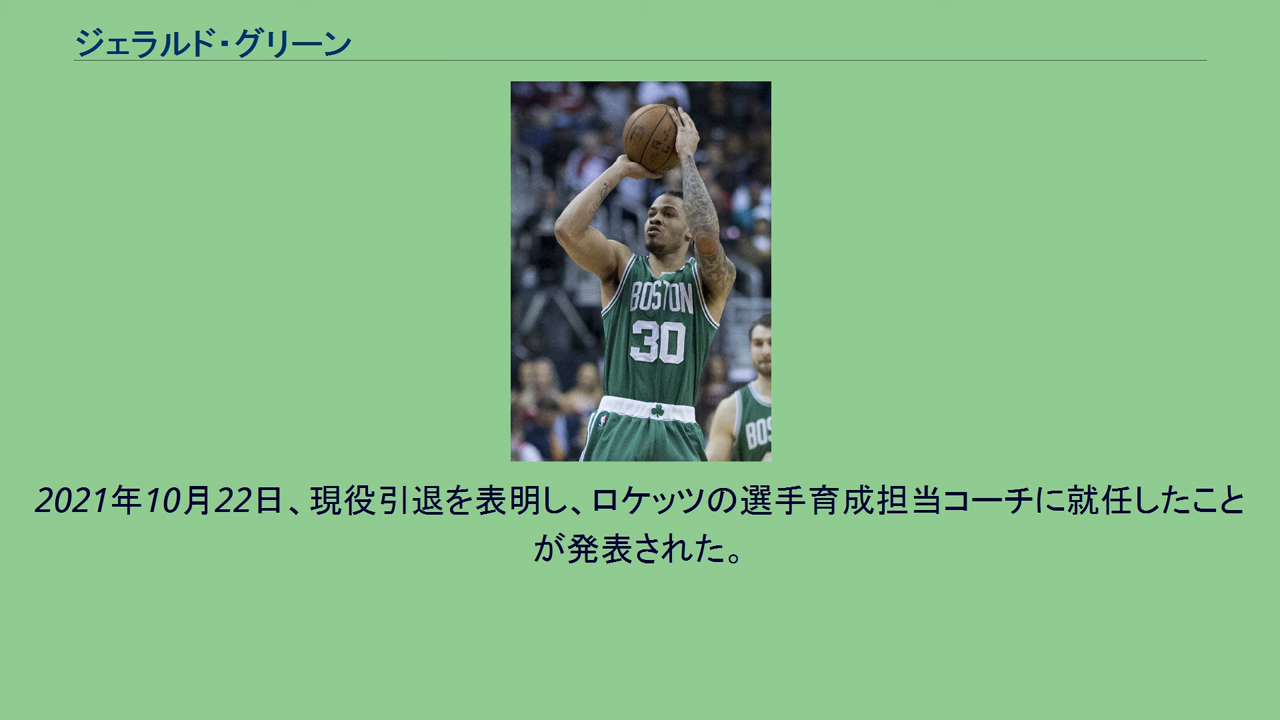 ジェラルド・グリーン
BOSTON
30
BOS
2021年10月22日、現役引退を表明し、ロケッツの選手育成担当コーチに就任したこと
が発表された。